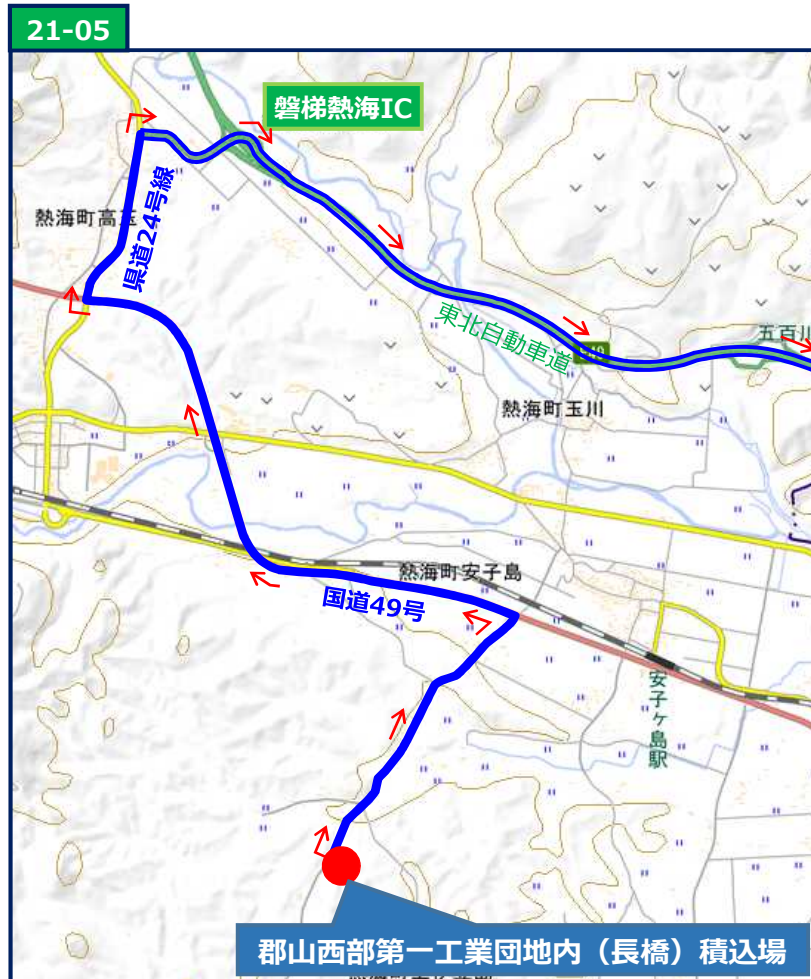 21-05
磐梯熱海IC
熱海町高玉
県道24号線
東北自動車道
五百川
熱海町玉川
熱海町安子島
国道49号
安子ヶ島駅
郡山西部第一工業団地内（長橋）積込場